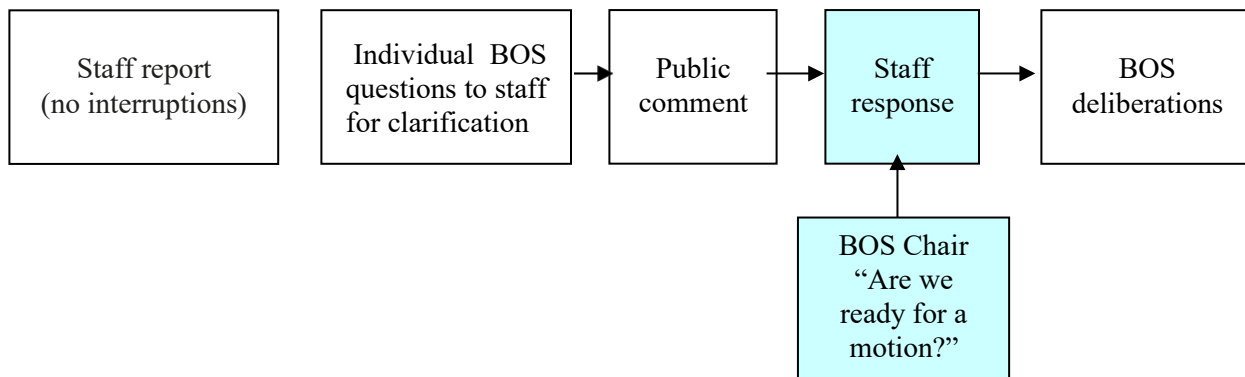 Staff report
(no interruptions)
Individual BOS
questions to staff
for clarification
Public
comment
Staff
response
BOS
deliberations
BOS Chair
“Are we
ready for a
motion?”